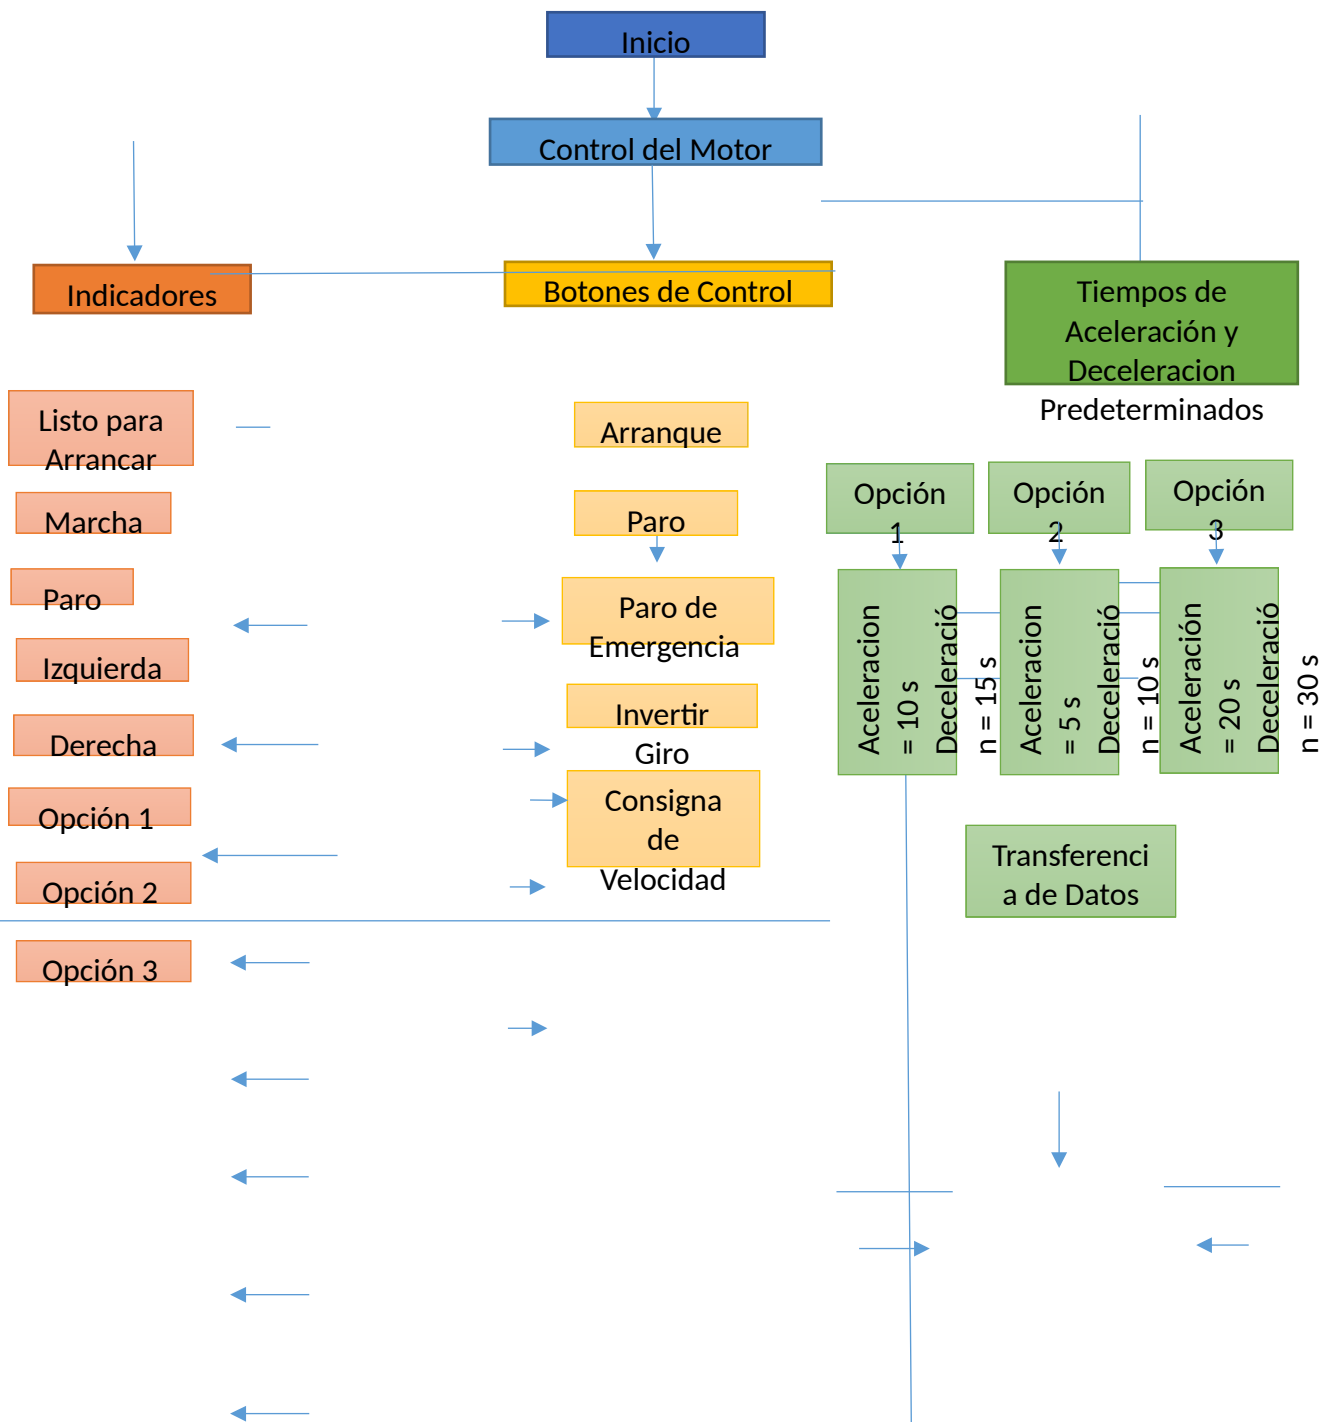 Inicio
Control del Motor
Indicadores
Botones de Control
Tiempos de
Aceleración y
Deceleracion
Predeterminados
Listo para
Arrancar
Marcha
Paro
Izquierda
Derecha
Opción 1
Opción 2
Opción 3
Arranque
Paro
Paro de
Emergencia
Invertir
Giro
Consigna
de
Velocidad
Opción
1
Opción
2
Opción
3
Aceleracion
= 10 s
Deceleració
n = 15 s
Aceleracion
= 5 s
Deceleració
n = 10 s
Aceleración
= 20 s
Deceleració
n = 30 s
Transferenci
a de Datos